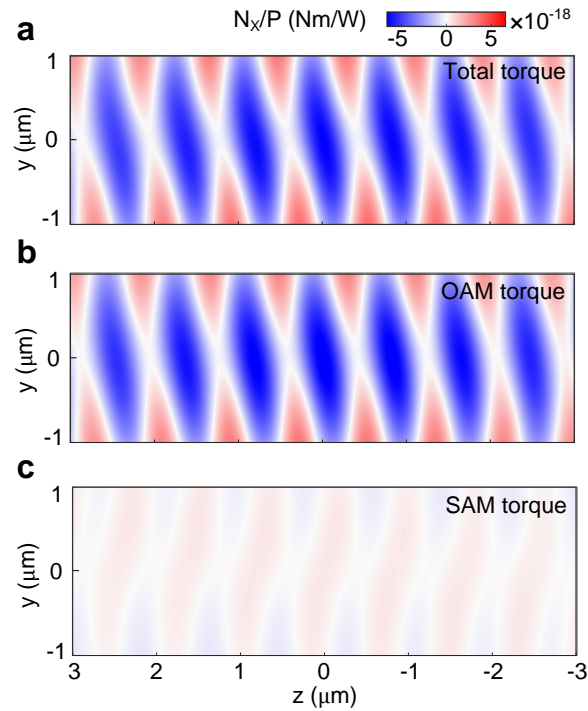 N_X/P (Nm/W)
×10^-18
-5 0 5
a
Total torque
y (μm)
1
0
-1
b
OAM torque
y (μm)
1
0
-1
c
SAM torque
y (μm)
1
0
-1
3 2 1 0 -1 -2 -3
z (μm)